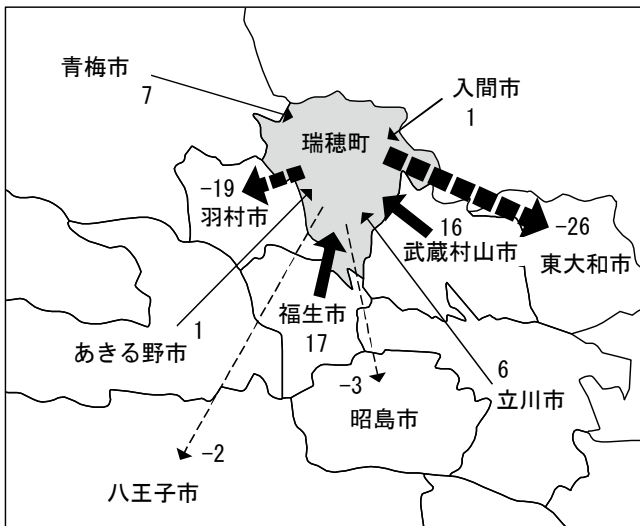 青梅市
7
入間市
1
瑞穂町
-19
羽村市
16
武蔵村山市
-26
東大和市
福生市
17
あきる野市
1
-3
昭島市
6
立川市
-2
八王子市